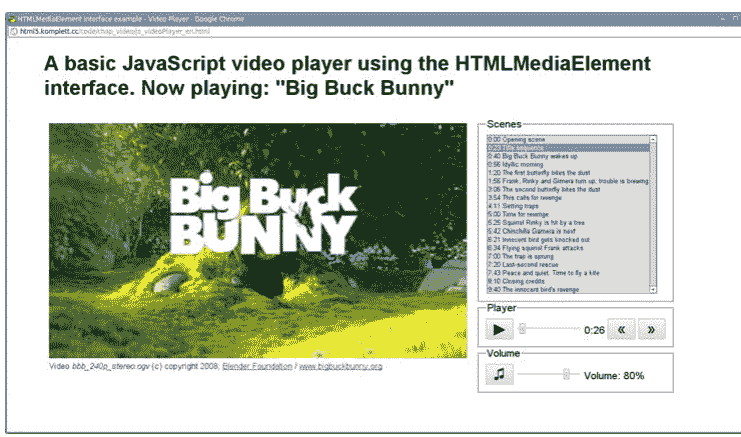 HTMLMediaElement interface example - Video Player - Google Chrome
html5.komplett.cc/code/chap_video/js_videoPlayer_en.html
A basic JavaScript video player using the HTMLMediaElement
interface. Now playing: "Big Buck Bunny"
Big Buck
BUNNY
Video bbb_240p_stereo.ogv (c) copyright 2008, Blender Foundation / www.bigbuckbunny.org
Scenes
0:00 Opening scene
0:23 Title sequence
0:40 Big Buck Bunny wakes up
0:56 Idyllic morning
1:20 The first butterfly bites the dust
1:55 Frank, Rinky and Gimera turn up, trouble is brewing
3:06 The second butterfly bites the dust
3:54 This calls for revenge
4:11 Setting traps
5:00 Time for revenge
5:25 Squirrel Rinky is hit by a tree
5:42 Chinchilla Gamera is next
6:21 Innocent bird gets knocked out
6:34 Flying squirrel Frank attacks
7:00 The trap is sprung
7:20 Last-second rescue
7:43 Peace and quiet. Time to fly a kite
8:10 Closing credits
9:40 The innocent bird's revenge
Player
0:26 « »
Volume
Volume: 80%